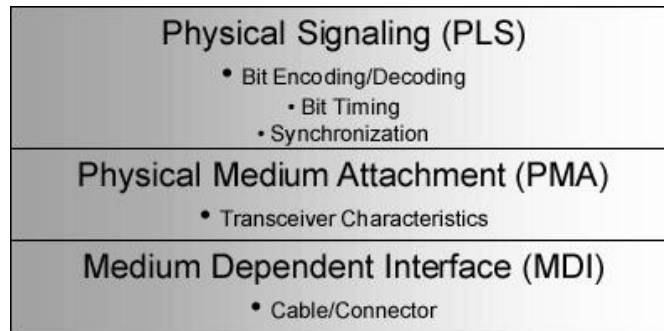 Physical Signaling (PLS)
• Bit Encoding/Decoding
• Bit Timing
• Synchronization
Physical Medium Attachment (PMA)
• Transceiver Characteristics
Medium Dependent Interface (MDI)
• Cable/Connector